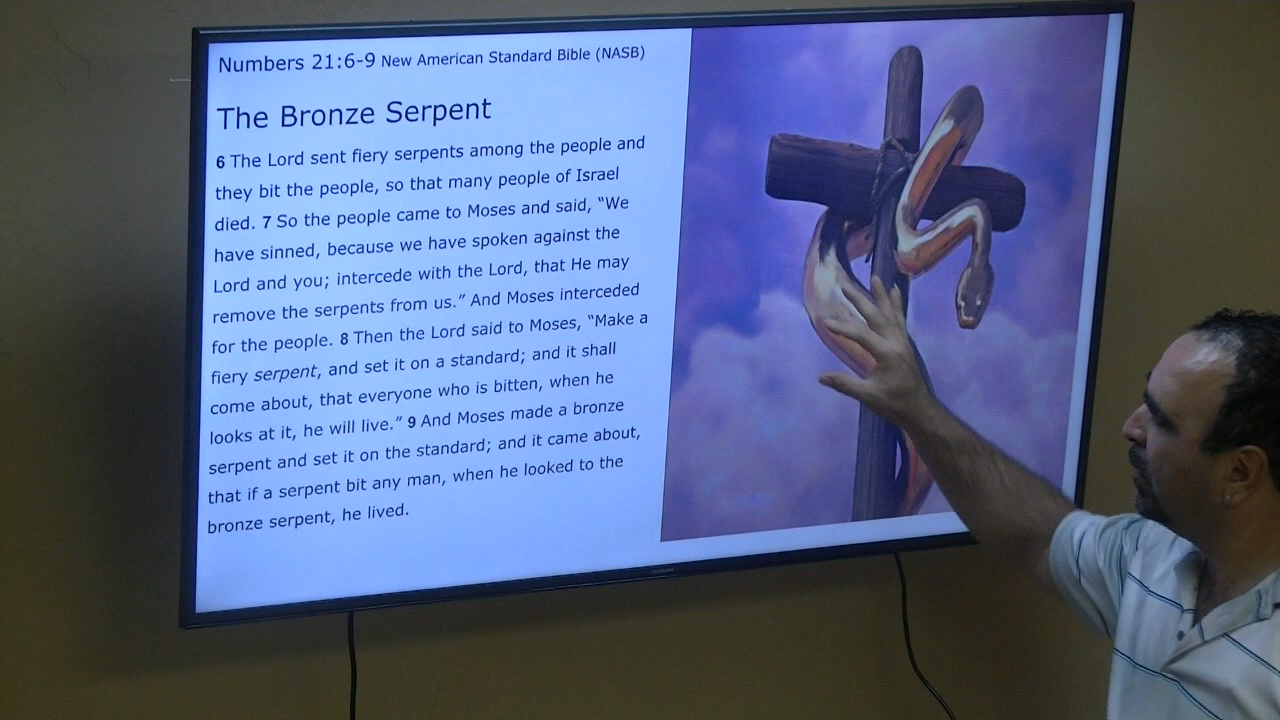 Numbers 21:6-9 New American Standard Bible (NASB)
The Bronze Serpent
6 The Lord sent fiery serpents among the people and
they bit the people, so that many people of Israel
died. 7 So the people came to Moses and said, “We
have sinned, because we have spoken against the
Lord and you; intercede with the Lord, that He may
remove the serpents from us.” And Moses interceded
for the people. 8 Then the Lord said to Moses, “Make a
fiery serpent, and set it on a standard; and it shall
come about, that everyone who is bitten, when he
looks at it, he will live.” 9 And Moses made a bronze
serpent and set it on the standard; and it came about,
that if a serpent bit any man, when he looked to the
bronze serpent, he lived.
SAMSUNG